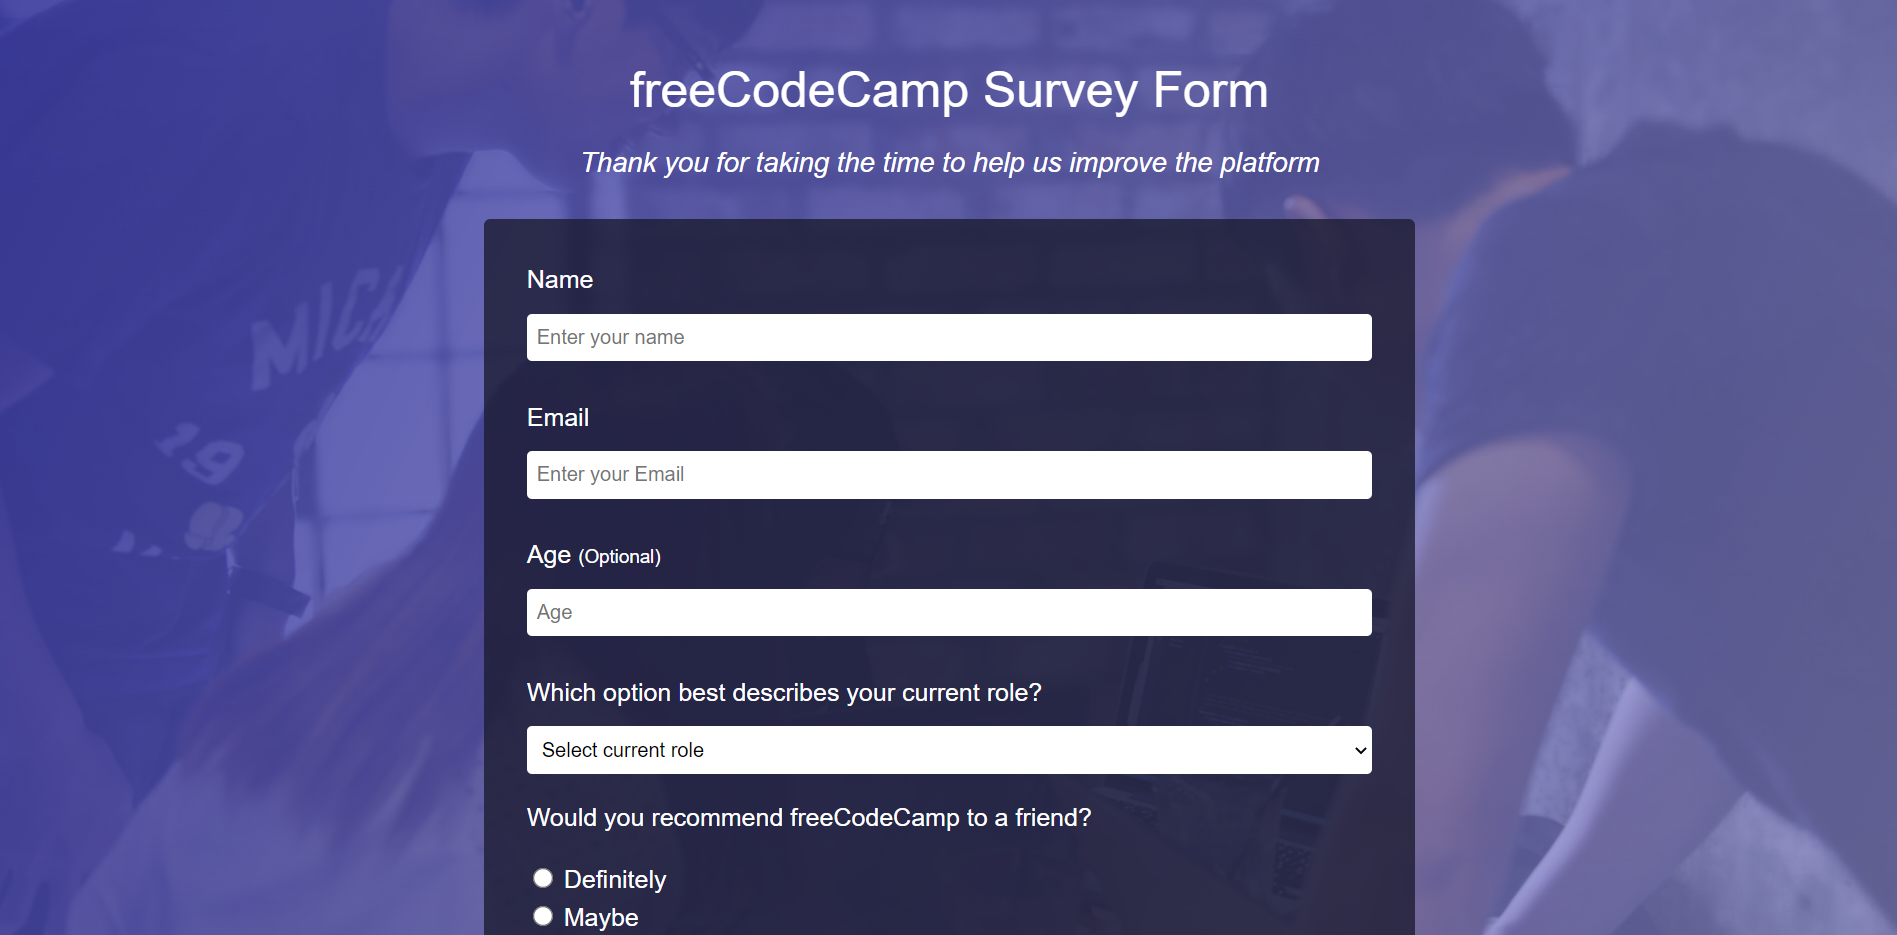 freeCodeCamp Survey Form
Thank you for taking the time to help us improve the platform
Name
Enter your name
Email
Enter your Email
Age (Optional)
Age
Which option best describes your current role?
Select current role
Would you recommend freeCodeCamp to a friend?
Definitely
Maybe
MICH
19